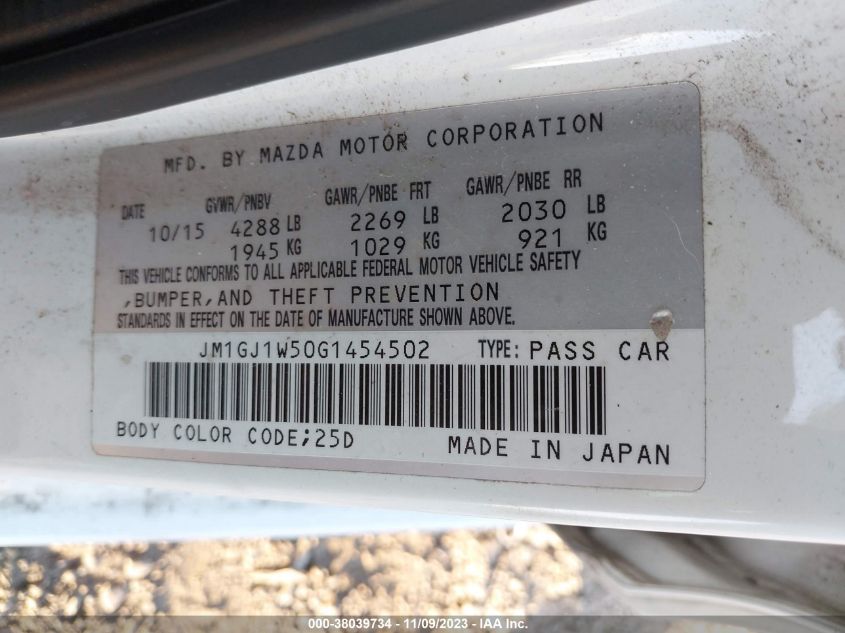 MFD. BY MAZDA MOTOR CORPORATION
DATE GVWR/PNBV GAWR/PNBE FRT GAWR/PNBE RR
10/15 4288 LB 2269 LB 2030 LB
1945 KG 1029 KG 921 KG
THIS VEHICLE CONFORMS TO ALL APPLICABLE FEDERAL MOTOR VEHICLE SAFETY
,BUMPER,AND THEFT PREVENTION
STANDARDS IN EFFECT ON THE DATE OF MANUFACTURE SHOWN ABOVE.
JM1GJ1W50G1454502 TYPE: PASS CAR
BODY COLOR CODE;25D MADE IN JAPAN
000-38039734 - 11/09/2023 - IAA Inc.